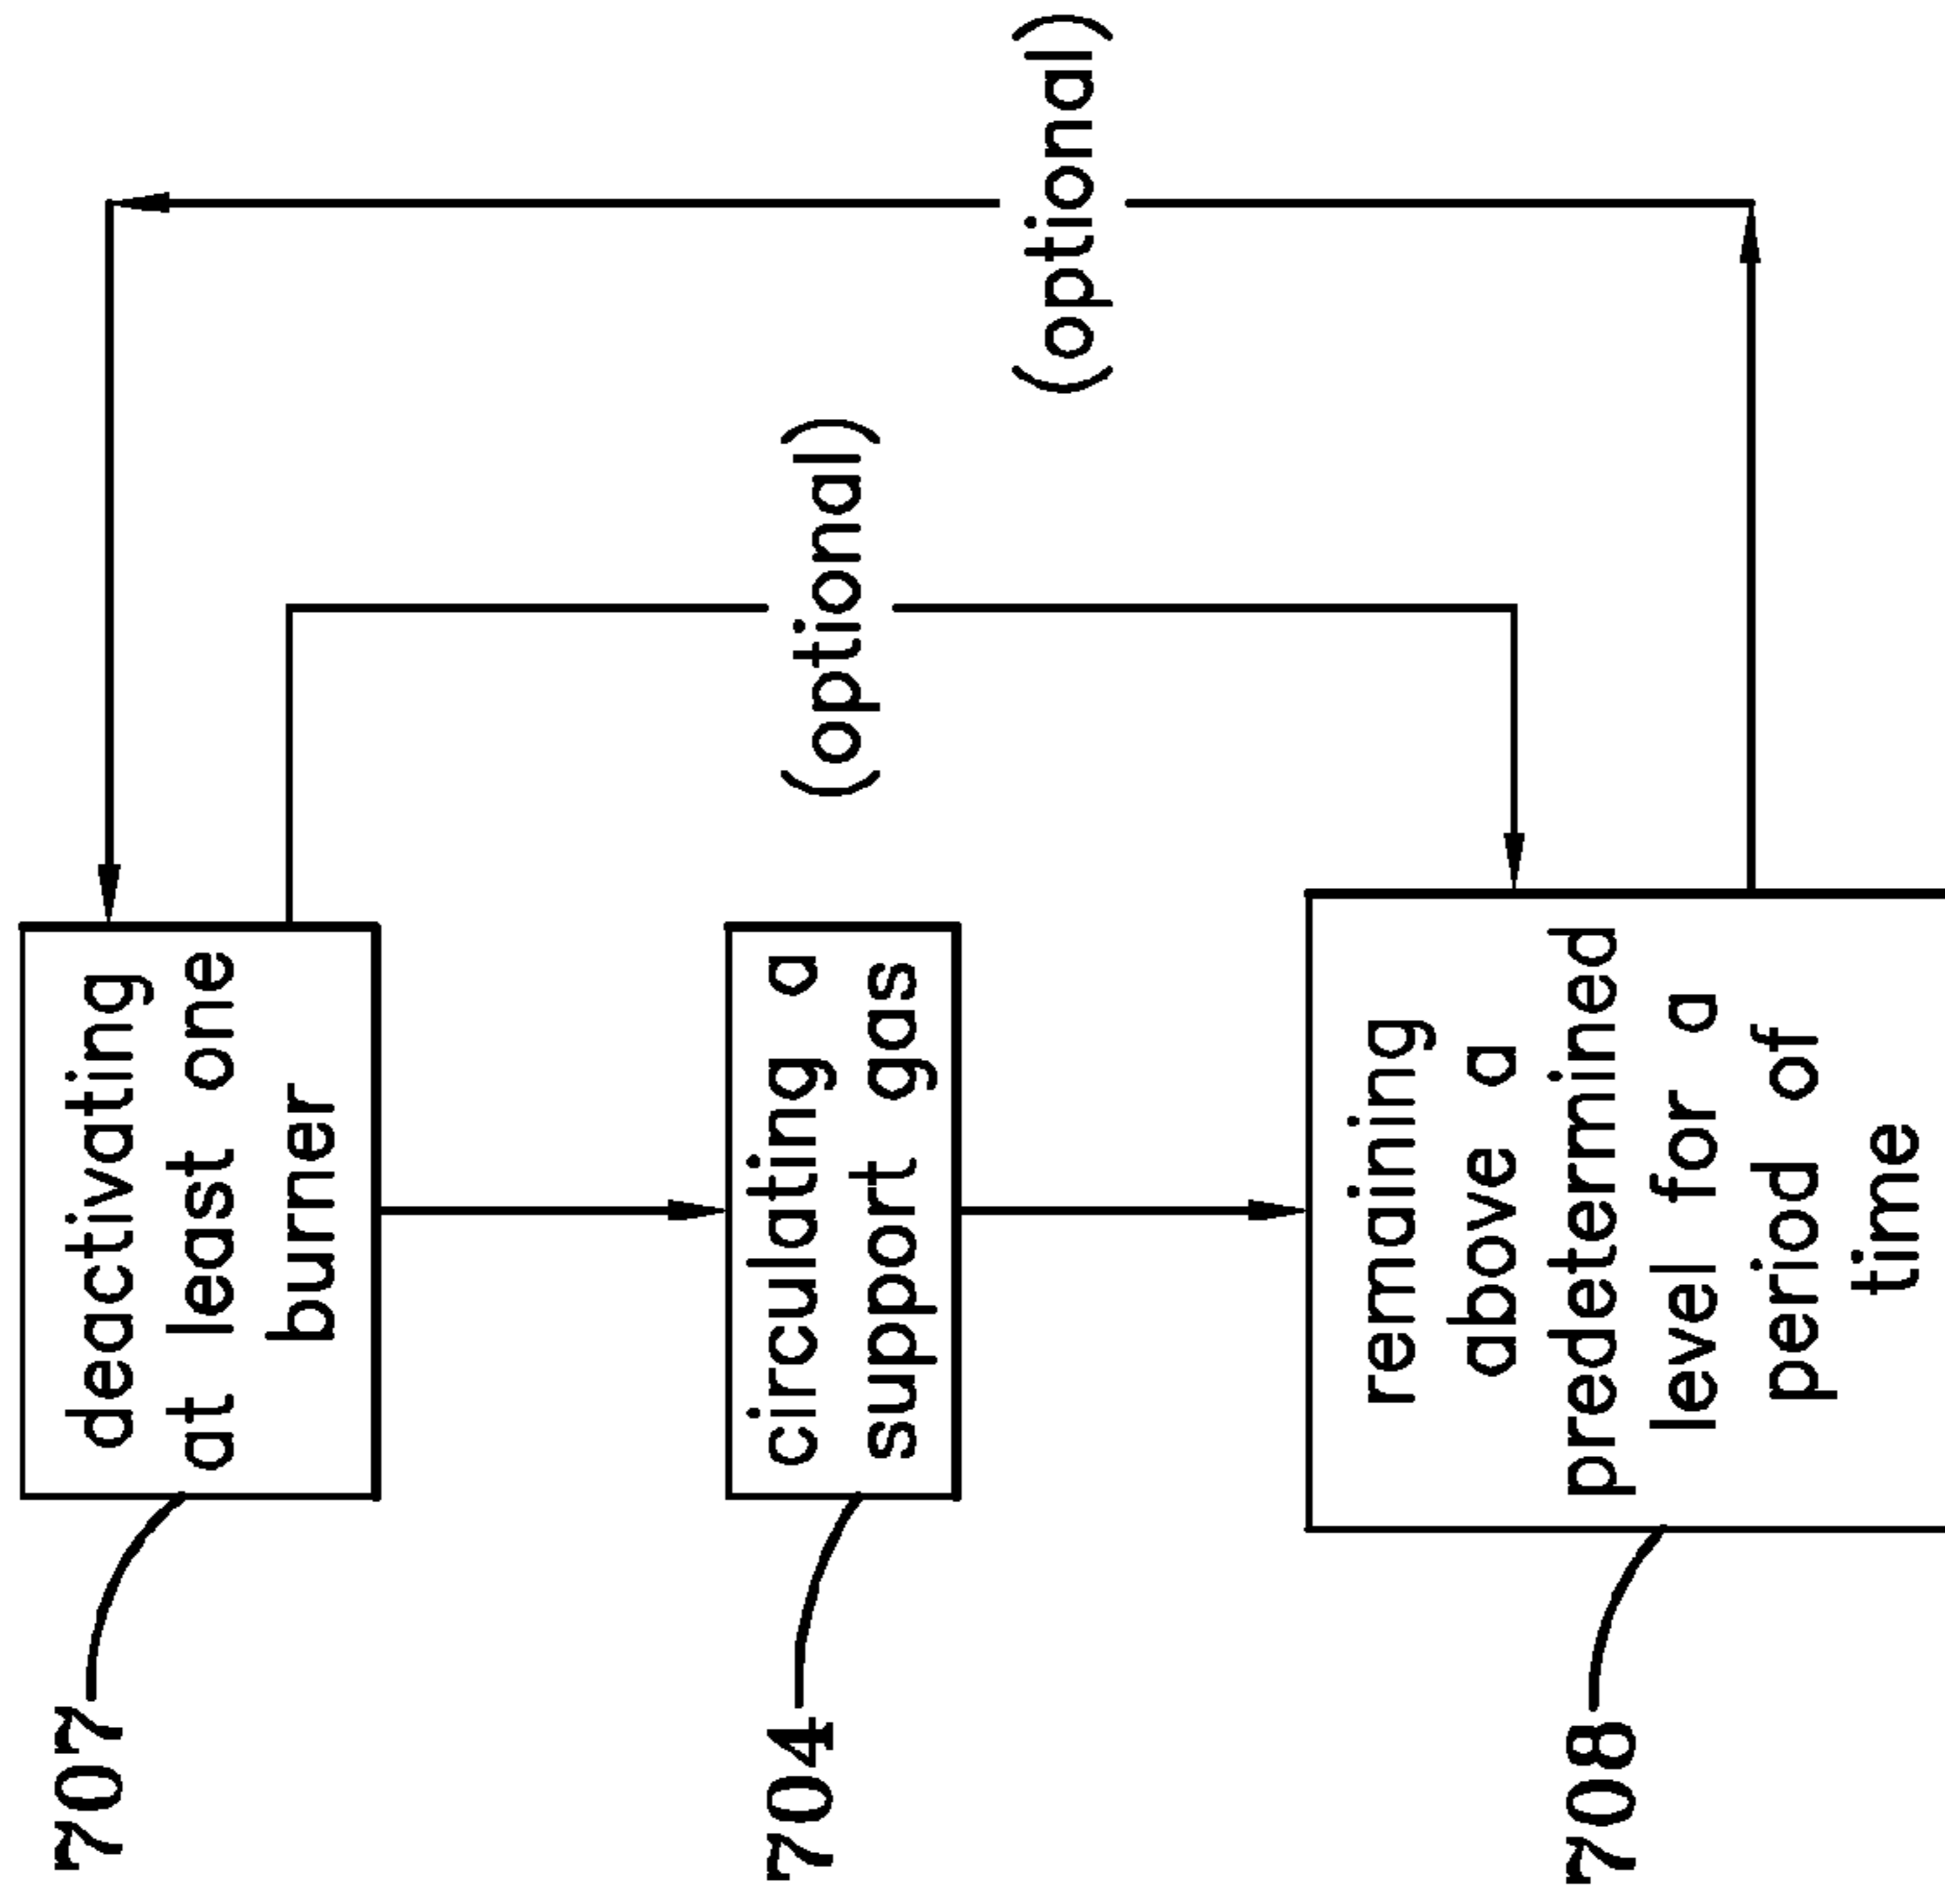 707
deactivating
at least one
burner
704
circulating a
support gas
708
remaining
above a
predetermined
level for a
period of
time
(optional)
(optional)